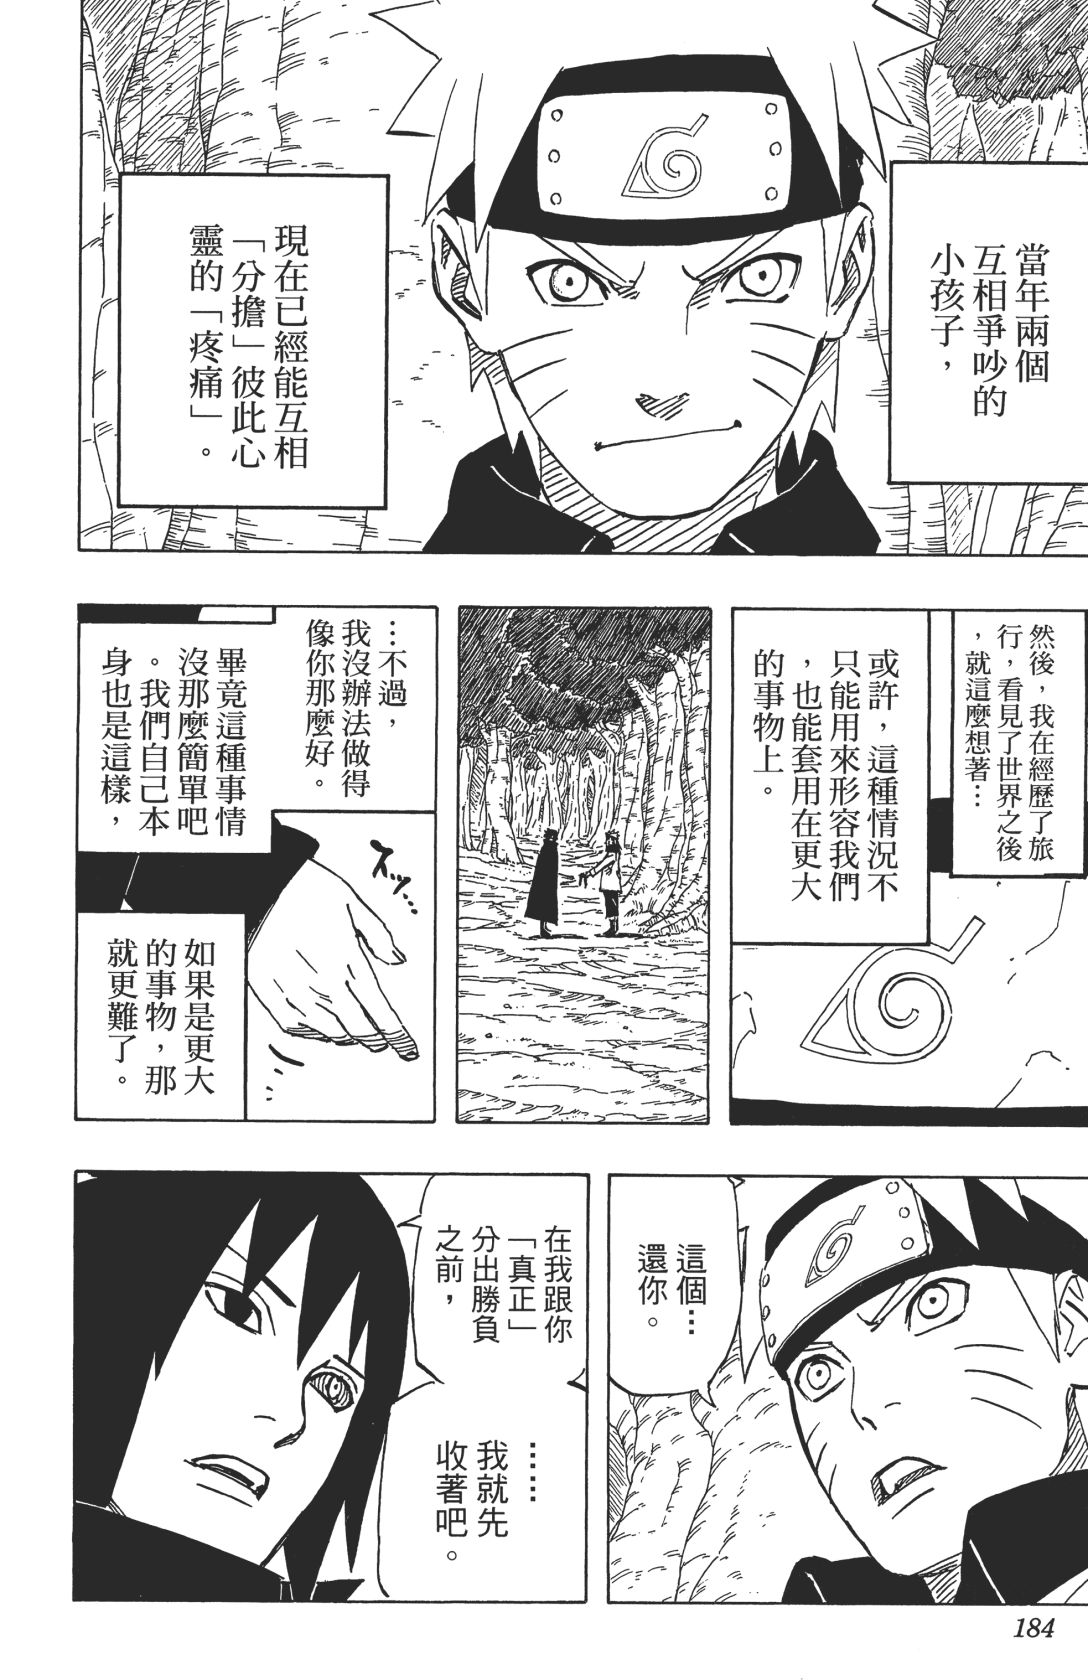 當年兩個
互相爭吵的
小孩子，
現在已經能互相
「分擔」彼此心
靈的「疼痛」。
然後，我在經歷了旅
行，看見了世界之後
，就這麼想著…
或許，這種情況不
只能用來形容我們
，也能套用在更大
的事物上。
…不過，
我沒辦法做得
像你那麼好。
畢竟這種事情
沒那麼簡單吧
。我們自己本
身也是這樣，
スッ…
如果是更大
的事物，那
就更難了。
這個…
還你。
在我跟你
「真正」
分出勝負
之前，
……
我就先
收著吧。
184